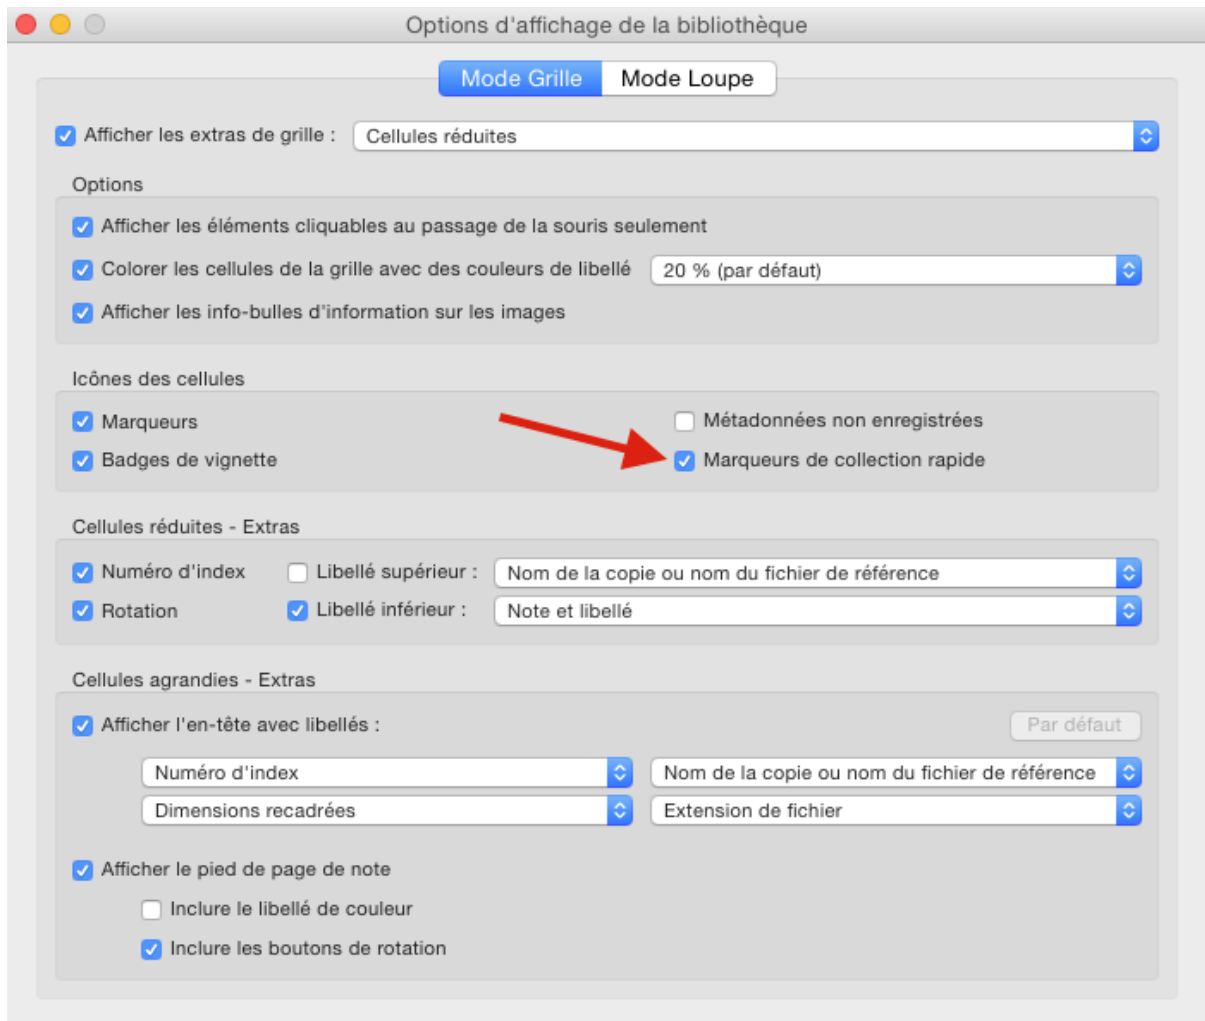 Options d'affichage de la bibliothèque
Mode Grille Mode Loupe
Afficher les extras de grille : Cellules réduites
Options
Afficher les éléments cliquables au passage de la souris seulement
Colorer les cellules de la grille avec des couleurs de libellé 20 % (par défaut)
Afficher les info-bulles d'information sur les images
Icônes des cellules
Marqueurs Métadonnées non enregistrées
Badges de vignette Marqueurs de collection rapide
Cellules réduites - Extras
Numéro d'index Libellé supérieur : Nom de la copie ou nom du fichier de référence
Rotation Libellé inférieur : Note et libellé
Cellules agrandies - Extras
Afficher l'en-tête avec libellés : Par défaut
Numéro d'index Nom de la copie ou nom du fichier de référence
Dimensions recadrées Extension de fichier
Afficher le pied de page de note
Inclure le libellé de couleur
Inclure les boutons de rotation